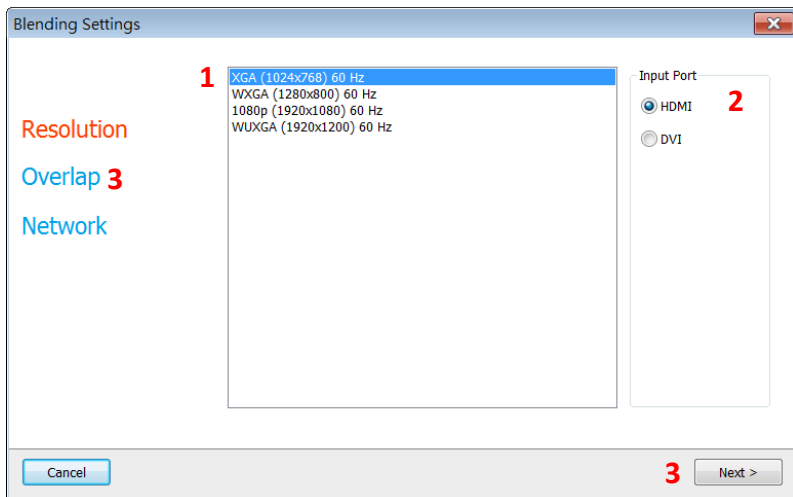 Blending Settings
1
XGA (1024x768) 60 Hz
WXGA (1280x800) 60 Hz
1080p (1920x1080) 60 Hz
WUXGA (1920x1200) 60 Hz
Input Port
HDMI
2
DVI
Resolution
Overlap 3
Network
Cancel
3
Next >